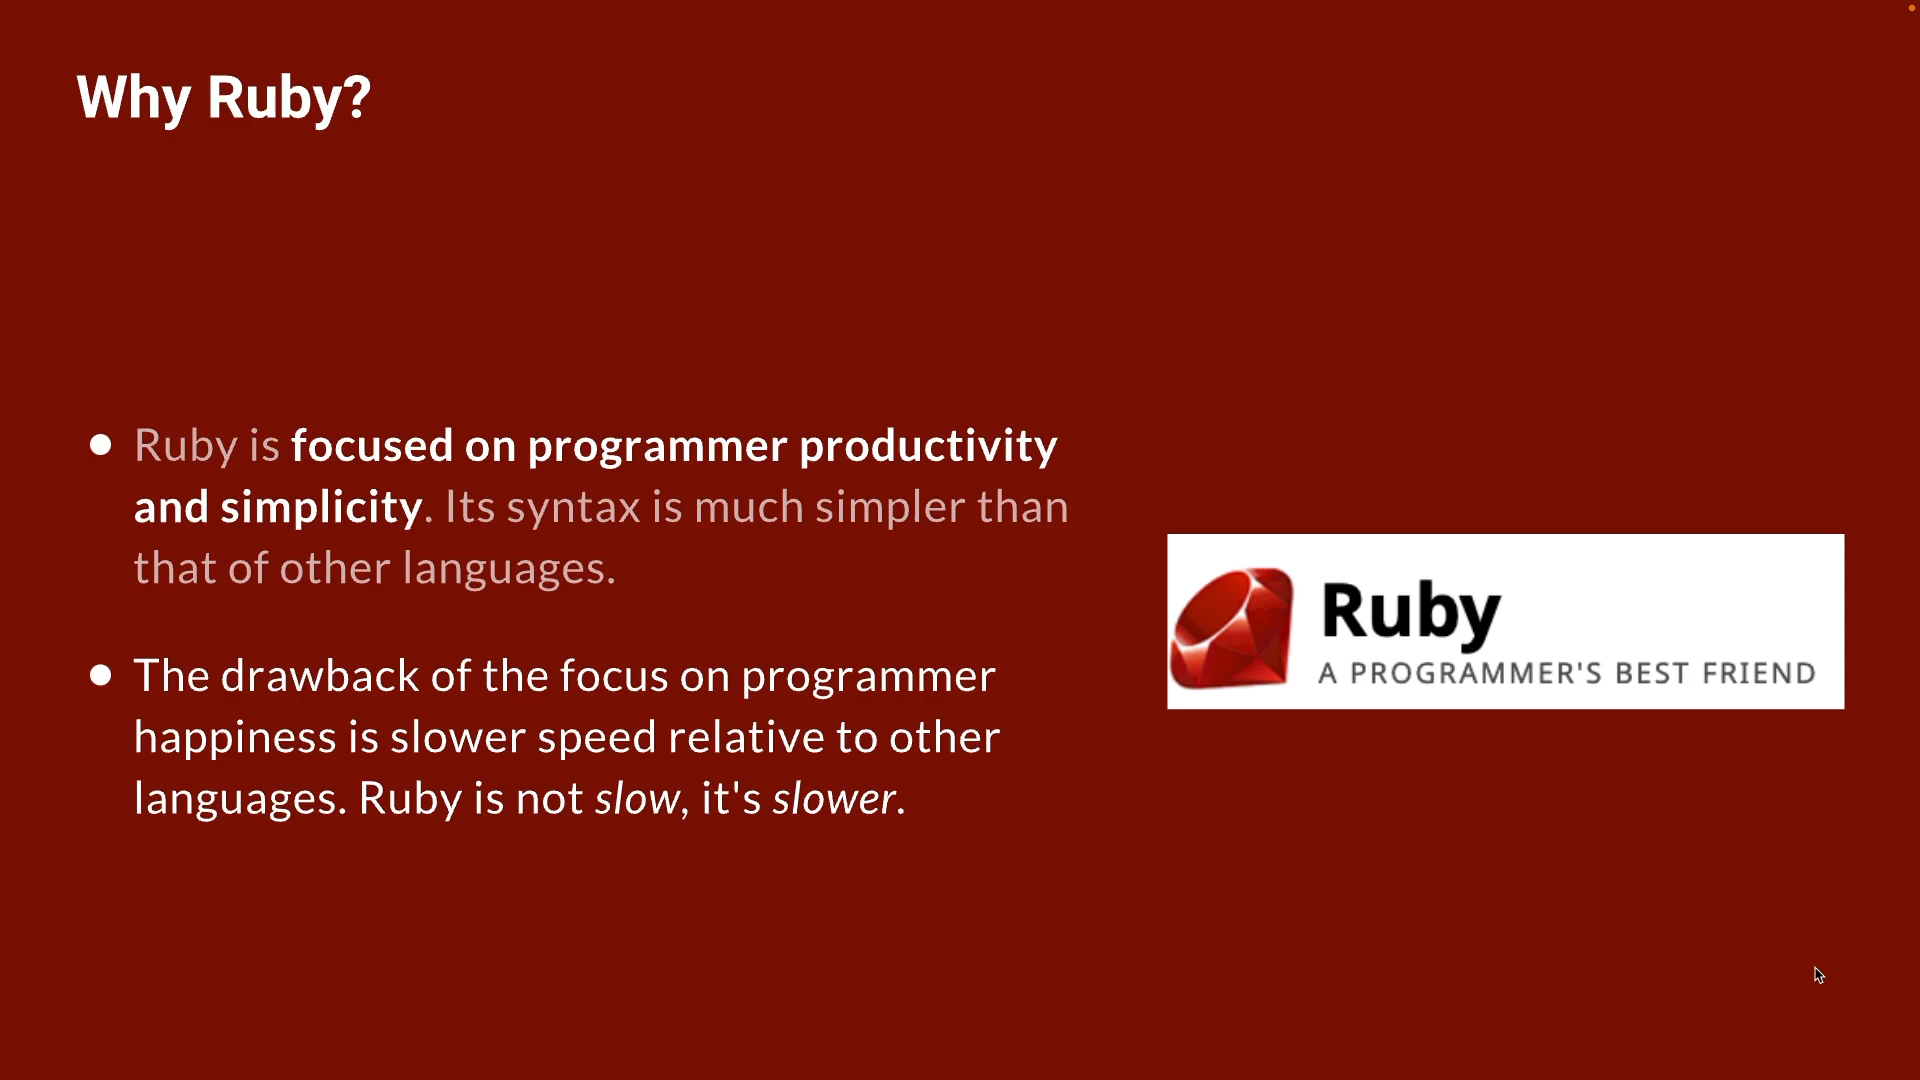 Why Ruby?
Ruby is focused on programmer productivity
and simplicity. Its syntax is much simpler than
that of other languages.
The drawback of the focus on programmer
happiness is slower speed relative to other
languages. Ruby is not slow, it's slower.
Ruby
A PROGRAMMER'S BEST FRIEND